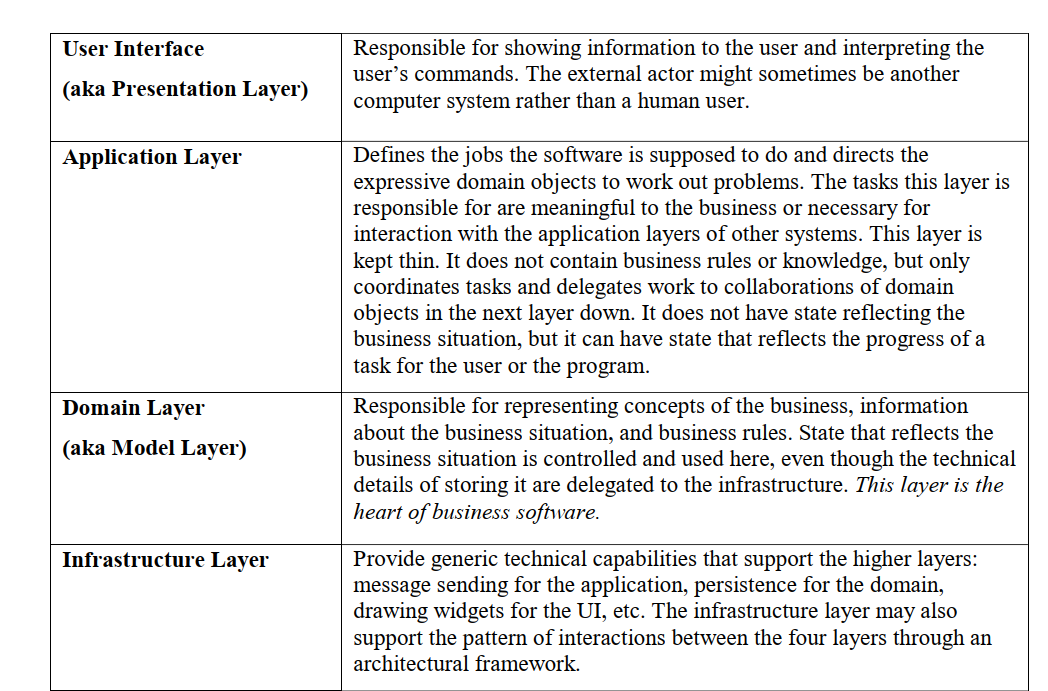 User Interface
(aka Presentation Layer)
Responsible for showing information to the user and interpreting the
user’s commands. The external actor might sometimes be another
computer system rather than a human user.
Application Layer
Defines the jobs the software is supposed to do and directs the
expressive domain objects to work out problems. The tasks this layer is
responsible for are meaningful to the business or necessary for
interaction with the application layers of other systems. This layer is
kept thin. It does not contain business rules or knowledge, but only
coordinates tasks and delegates work to collaborations of domain
objects in the next layer down. It does not have state reflecting the
business situation, but it can have state that reflects the progress of a
task for the user or the program.
Domain Layer
(aka Model Layer)
Responsible for representing concepts of the business, information
about the business situation, and business rules. State that reflects the
business situation is controlled and used here, even though the technical
details of storing it are delegated to the infrastructure. This layer is the
heart of business software.
Infrastructure Layer
Provide generic technical capabilities that support the higher layers:
message sending for the application, persistence for the domain,
drawing widgets for the UI, etc. The infrastructure layer may also
support the pattern of interactions between the four layers through an
architectural framework.